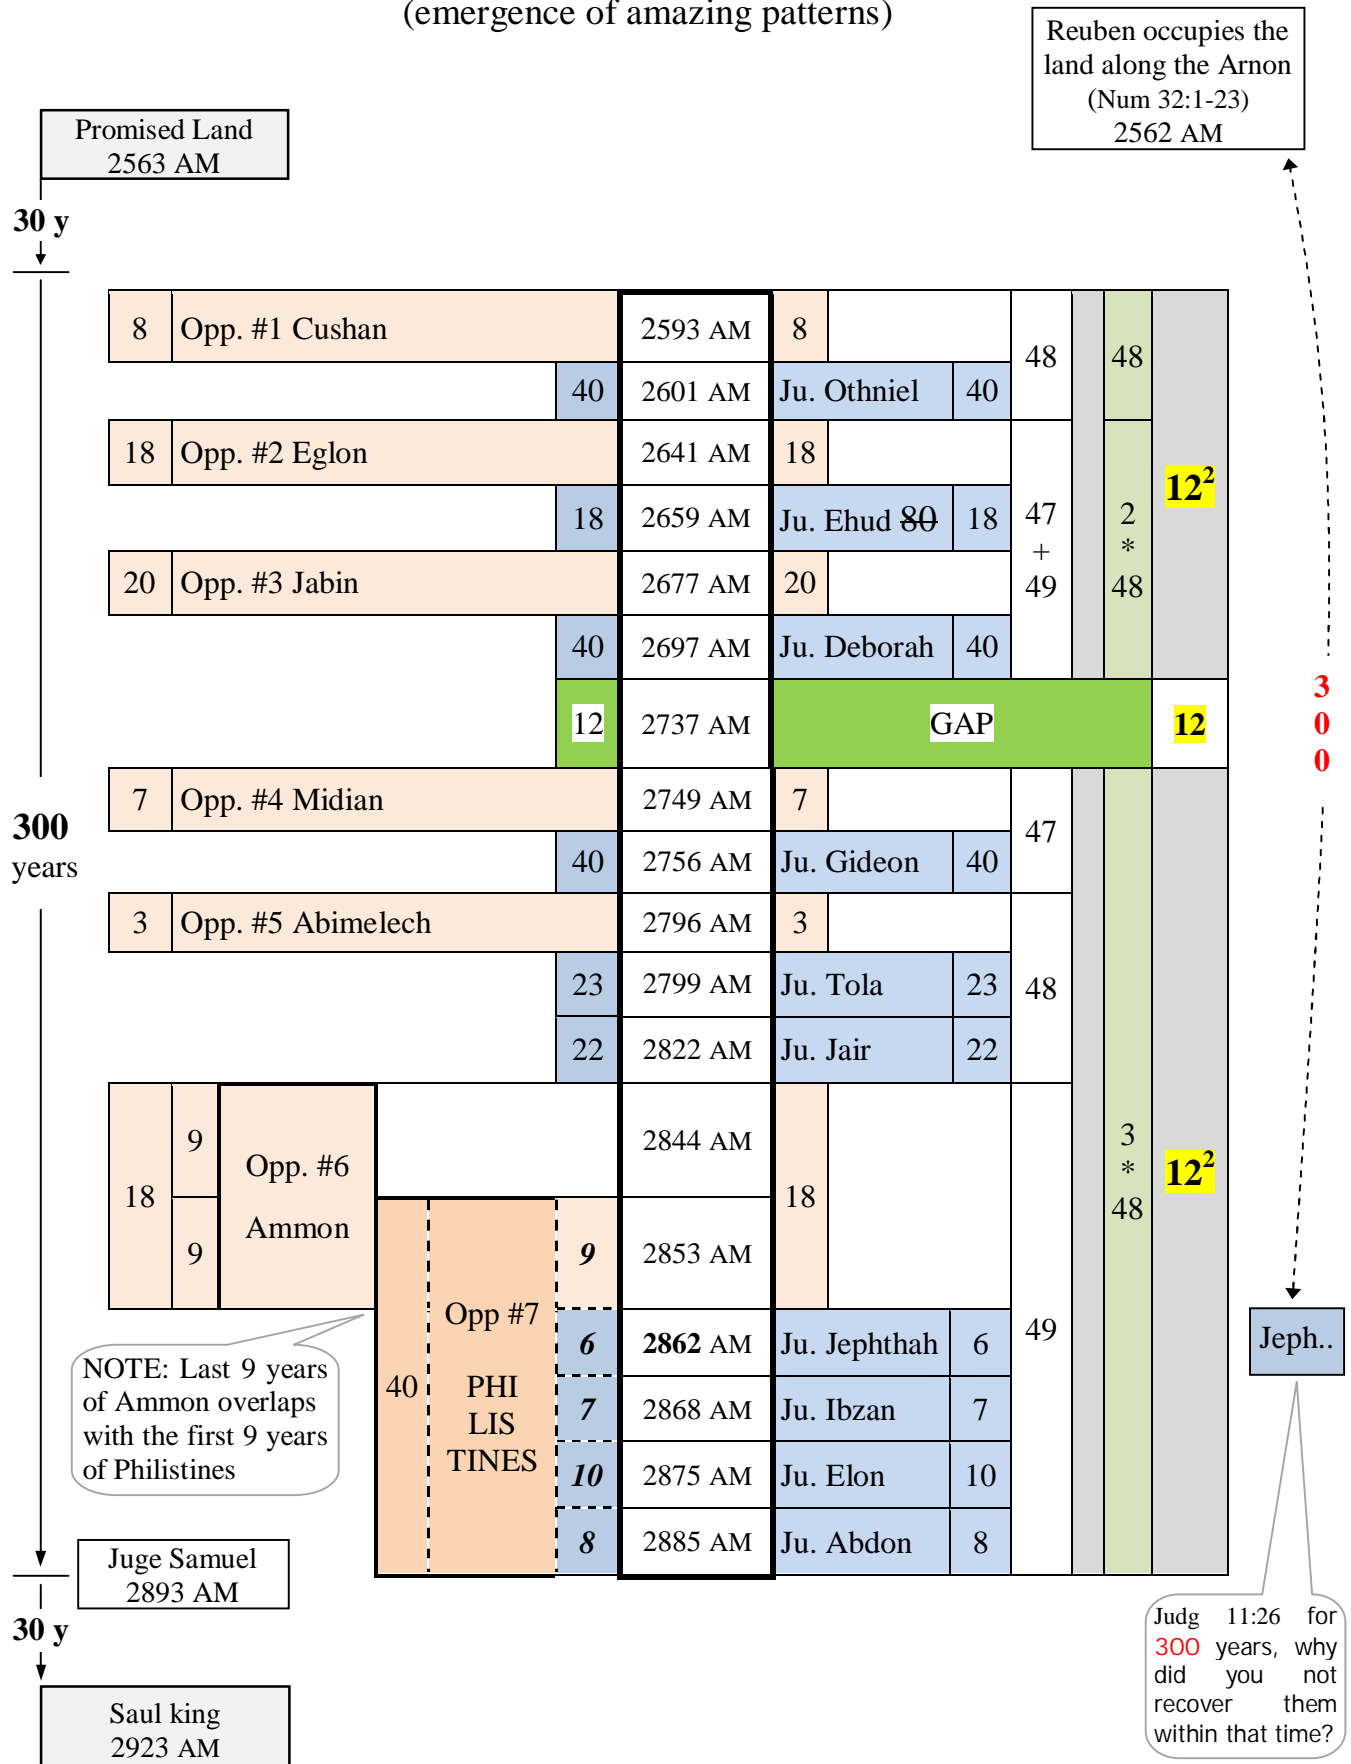 (emergence of amazing patterns)
Reuben occupies the
land along the Arnon
(Num 32:1-23)
2562 AM
Promised Land
2563 AM
30 y
8 Opp. #1 Cushan 2593 AM 8
48 48
40 2601 AM Ju. Othniel 40
18 Opp. #2 Eglon 2641 AM 18
12²
18 2659 AM Ju. Ehud 80 18
47
+
49
2
*
48
20 Opp. #3 Jabin 2677 AM 20
40 2697 AM Ju. Deborah 40
12 2737 AM GAP 12
3
0
0
7 Opp. #4 Midian 2749 AM 7
47
300
years
40 2756 AM Ju. Gideon 40
3 Opp. #5 Abimelech 2796 AM 3
23 2799 AM Ju. Tola 23
48
22 2822 AM Ju. Jair 22
18
9
9
Opp. #6
Ammon
2844 AM
18
3
*
48
12²
9 2853 AM
40
Opp #7
PHI
LIS
TINES
6 2862 AM Ju. Jephthah 6
49
Jeph..
NOTE: Last 9 years
of Ammon overlaps
with the first 9 years
of Philistines
7 2868 AM Ju. Ibzan 7
10 2875 AM Ju. Elon 10
8 2885 AM Ju. Abdon 8
Juge Samuel
2893 AM
30 y
Saul king
2923 AM
Judg 11:26 for
300 years, why
did you not
recover them
within that time?